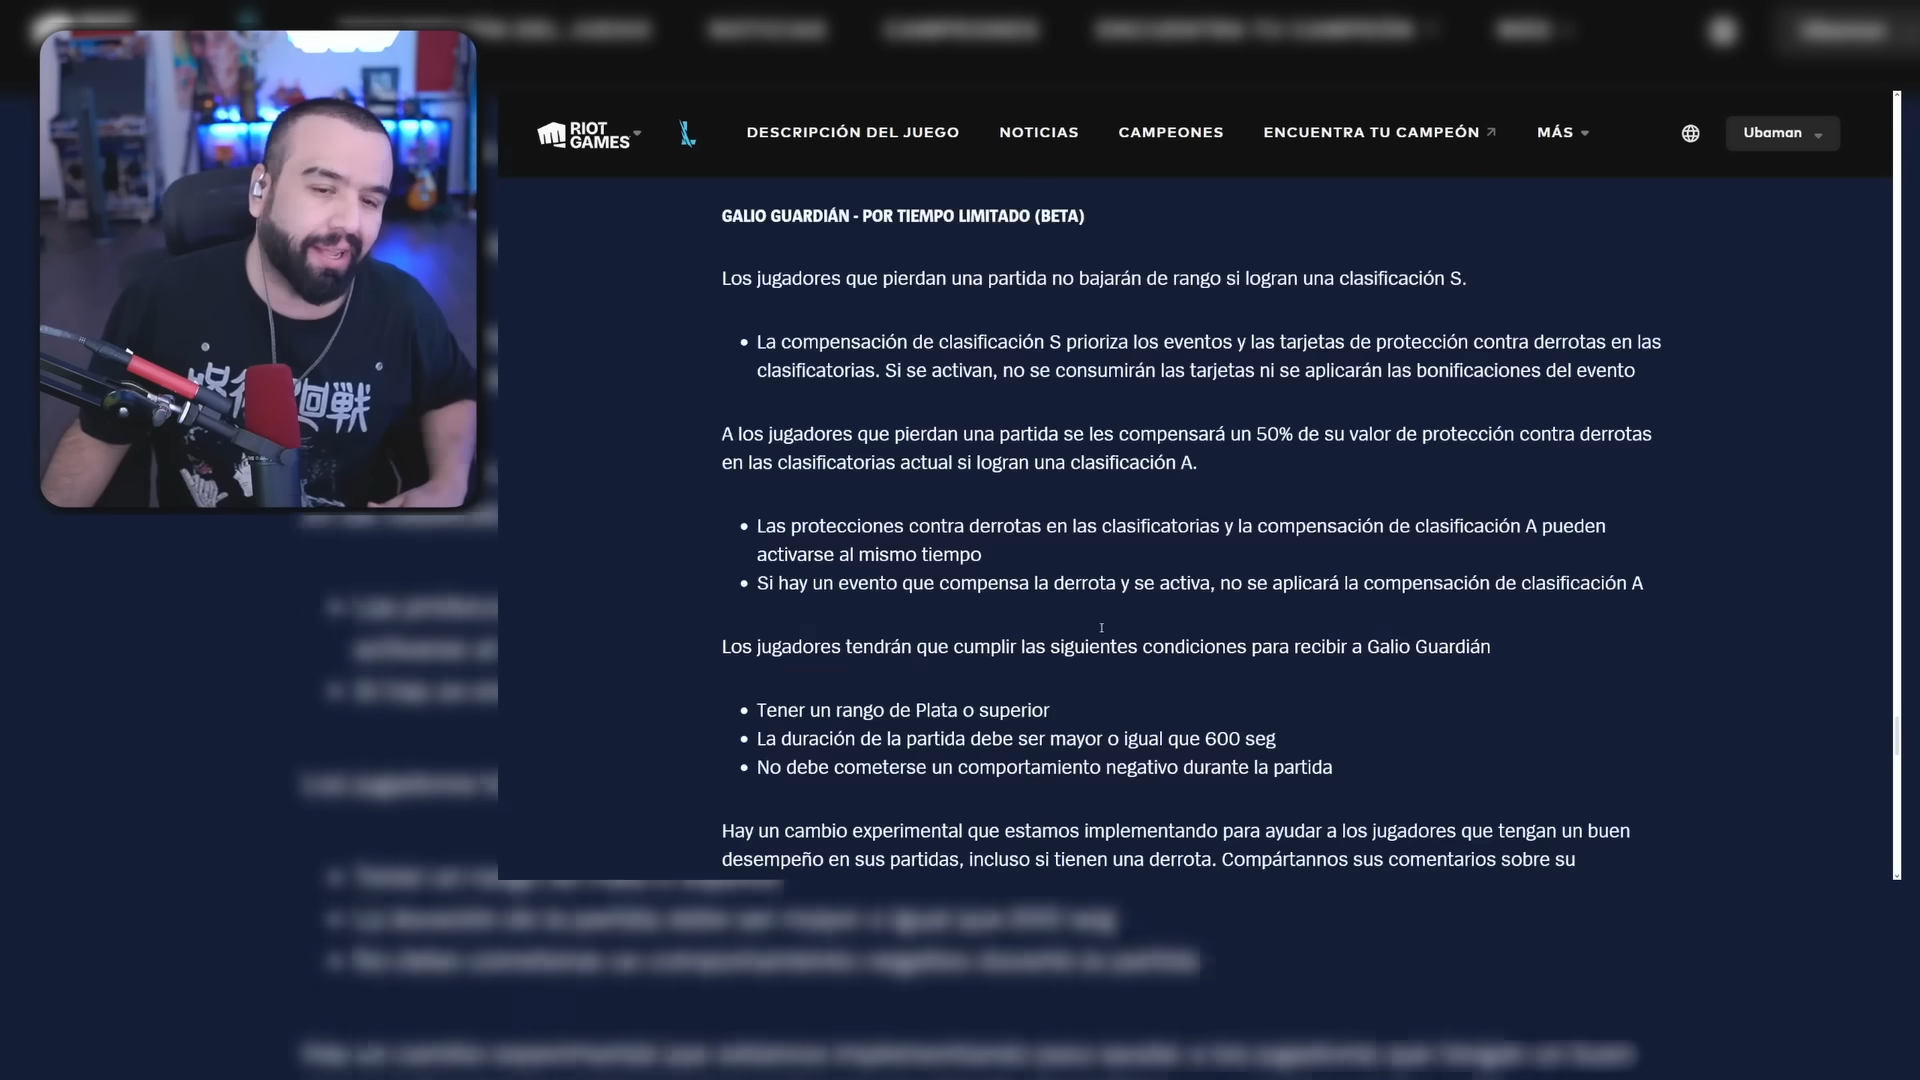 RIOT
GAMES
DESCRIPCIÓN DEL JUEGO
NOTICIAS
CAMPEONES
ENCUENTRA TU CAMPEÓN
MÁS
Ubaman
GALIO GUARDIÁN - POR TIEMPO LIMITADO (BETA)
Los jugadores que pierdan una partida no bajarán de rango si logran una clasificación S.
• La compensación de clasificación S prioriza los eventos y las tarjetas de protección contra derrotas en las
clasificatorias. Si se activan, no se consumirán las tarjetas ni se aplicarán las bonificaciones del evento
A los jugadores que pierdan una partida se les compensará un 50% de su valor de protección contra derrotas
en las clasificatorias actual si logran una clasificación A.
• Las protecciones contra derrotas en las clasificatorias y la compensación de clasificación A pueden
activarse al mismo tiempo
• Si hay un evento que compensa la derrota y se activa, no se aplicará la compensación de clasificación A
Los jugadores tendrán que cumplir las siguientes condiciones para recibir a Galio Guardián
• Tener un rango de Plata o superior
• La duración de la partida debe ser mayor o igual que 600 seg
• No debe cometerse un comportamiento negativo durante la partida
Hay un cambio experimental que estamos implementando para ayudar a los jugadores que tengan un buen
desempeño en sus partidas, incluso si tienen una derrota. Compártannos sus comentarios sobre su